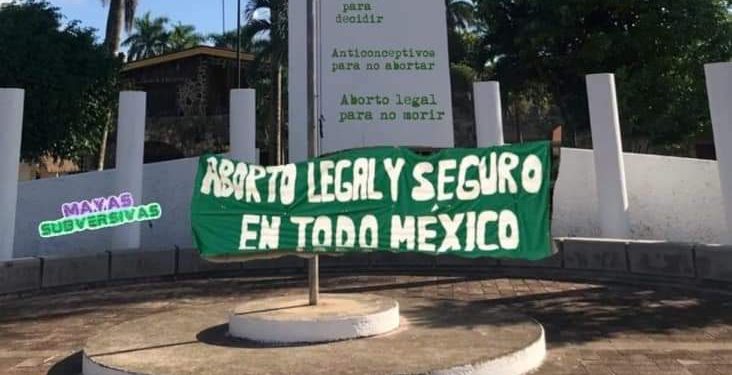 para
decidir
Anticonceptivos
para no abortar
Aborto legal
para no morir
ABORTO LEGAL Y SEGURO
EN TODO MÉXICO
MAYAS
SUBVERSIVAS